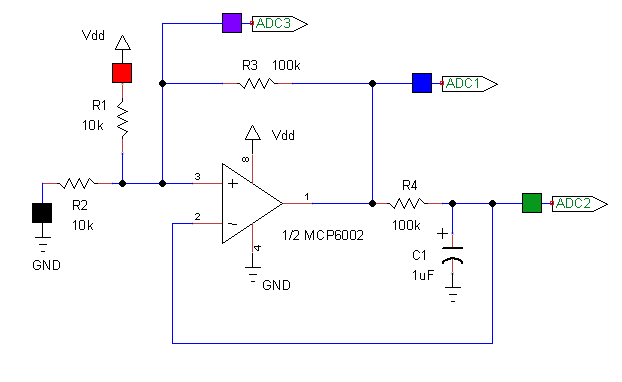 ADC3
Vdd
R3 100k
ADC1
R1
10k
Vdd
8
3
+
R4
1
2
−
R2
10k
100k
ADC2
1/2 MCP6002
4
+
C1
1uF
GND
GND